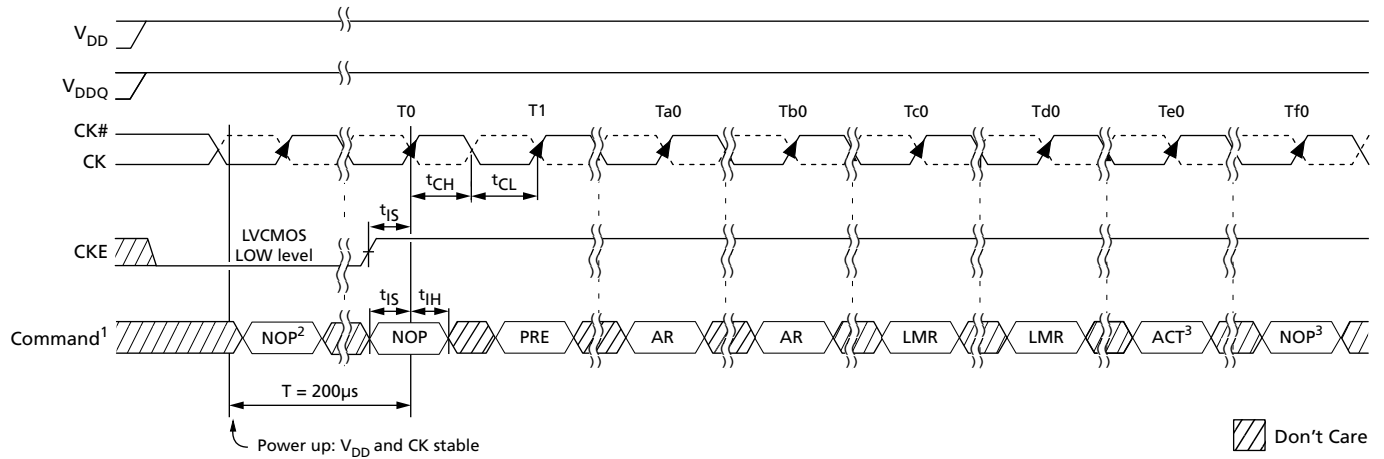 VDD
VDDQ
T0 T1 Ta0 Tb0 Tc0 Td0 Te0 Tf0
CK#
CK
tCH tCL
tIS
CKE
LVCMOS
LOW level
tIS tIH
Command1 NOP2 NOP PRE AR AR LMR LMR ACT3 NOP3
T = 200µs
Power up: VDD and CK stable
Don't Care